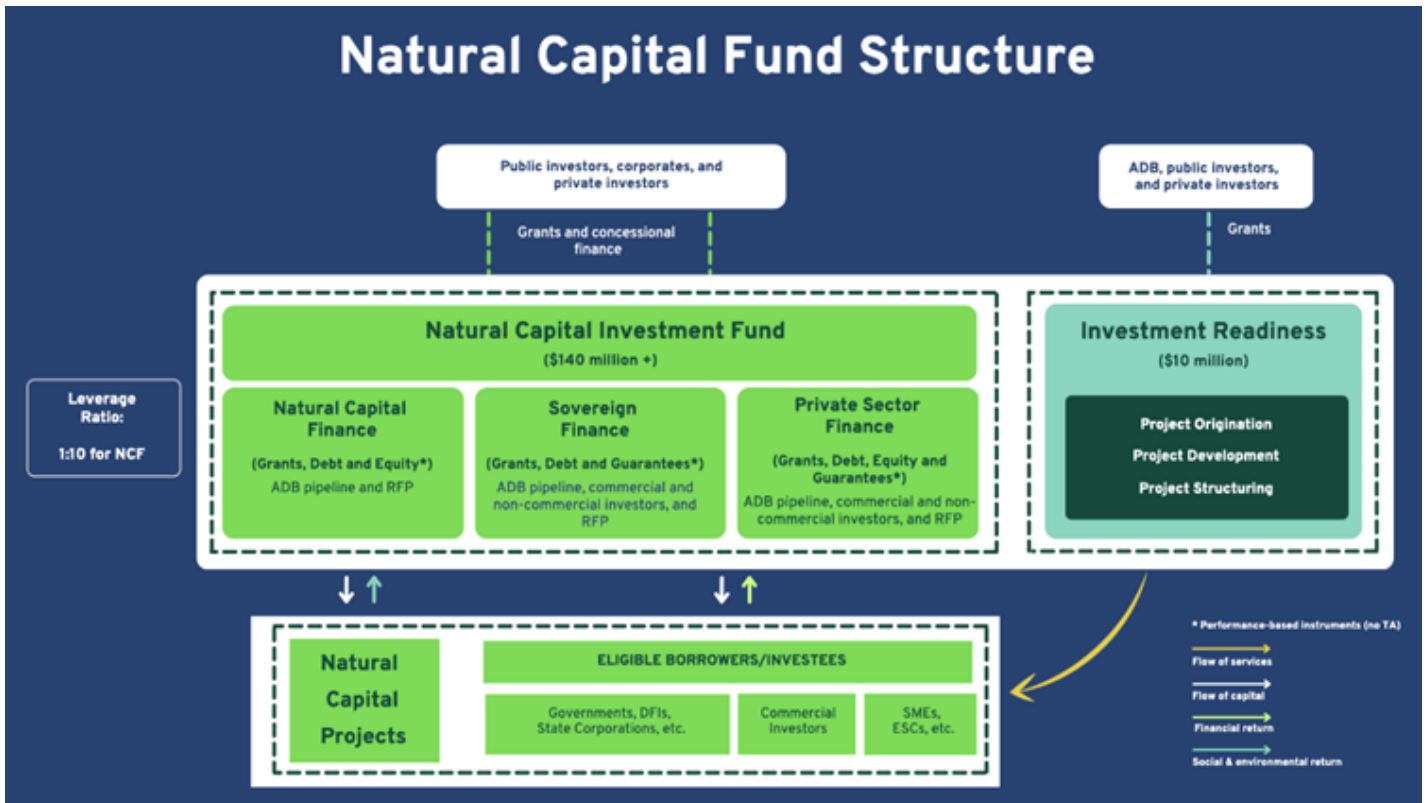 Natural Capital Fund Structure
Public investors, corporates, and
private investors
ADB, public investors,
and private investors
Grants and concessional
finance
Grants
Leverage
Ratio:
1:10 for NCF
Natural Capital Investment Fund
($140 million +)
Natural Capital
Finance
(Grants, Debt and Equity*)
ADB pipeline and RFP
Sovereign
Finance
(Grants, Debt and Guarantees*)
ADB pipeline, commercial and
non-commercial investors, and
RFP
Private Sector
Finance
(Grants, Debt, Equity and
Guarantees*)
ADB pipeline, commercial and non-
commercial investors, and RFP
Investment Readiness
($10 million)
Project Origination
Project Development
Project Structuring
Natural
Capital
Projects
ELIGIBLE BORROWERS/INVESTEES
Governments, DFIs,
State Corporations, etc.
Commercial
Investors
SMEs,
ESCs, etc.
* Performance-based instruments (no TA)
Flow of services
Flow of capital
Financial return
Social & environmental return